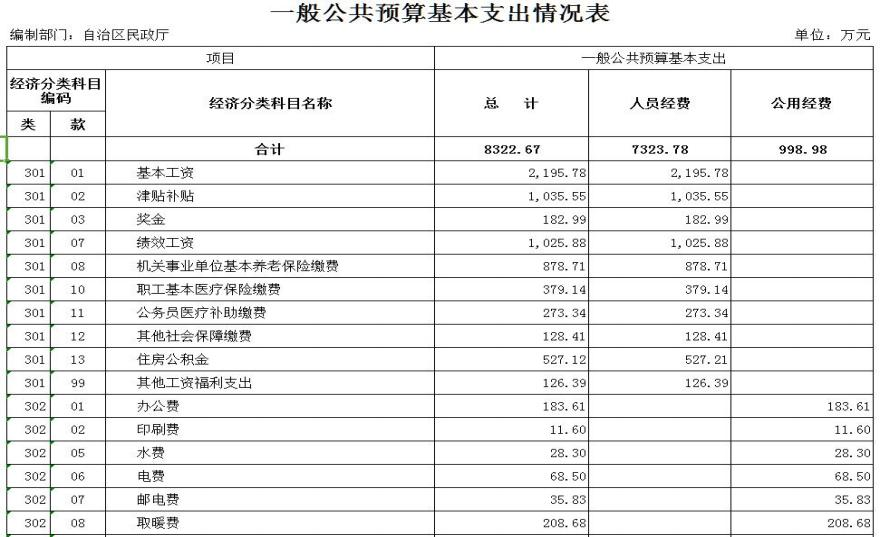 一般公共预算基本支出情况表
编制部门：自治区民政厅 单位：万元
项目 一般公共预算基本支出
经济分类科目编码 经济分类科目名称 总 计 人员经费 公用经费
类 款
合计 8322.67 7323.78 998.98
301 01 基本工资 2,195.78 2,195.78
301 02 津贴补贴 1,035.55 1,035.55
301 03 奖金 182.99 182.99
301 07 绩效工资 1,025.88 1,025.88
301 08 机关事业单位基本养老保险缴费 878.71 878.71
301 10 职工基本医疗保险缴费 379.14 379.14
301 11 公务员医疗补助缴费 273.34 273.34
301 12 其他社会保障缴费 128.41 128.41
301 13 住房公积金 527.12 527.21
301 99 其他工资福利支出 126.39 126.39
302 01 办公费 183.61 183.61
302 02 印刷费 11.60 11.60
302 05 水费 28.30 28.30
302 06 电费 68.50 68.50
302 07 邮电费 35.83 35.83
302 08 取暖费 208.68 208.68